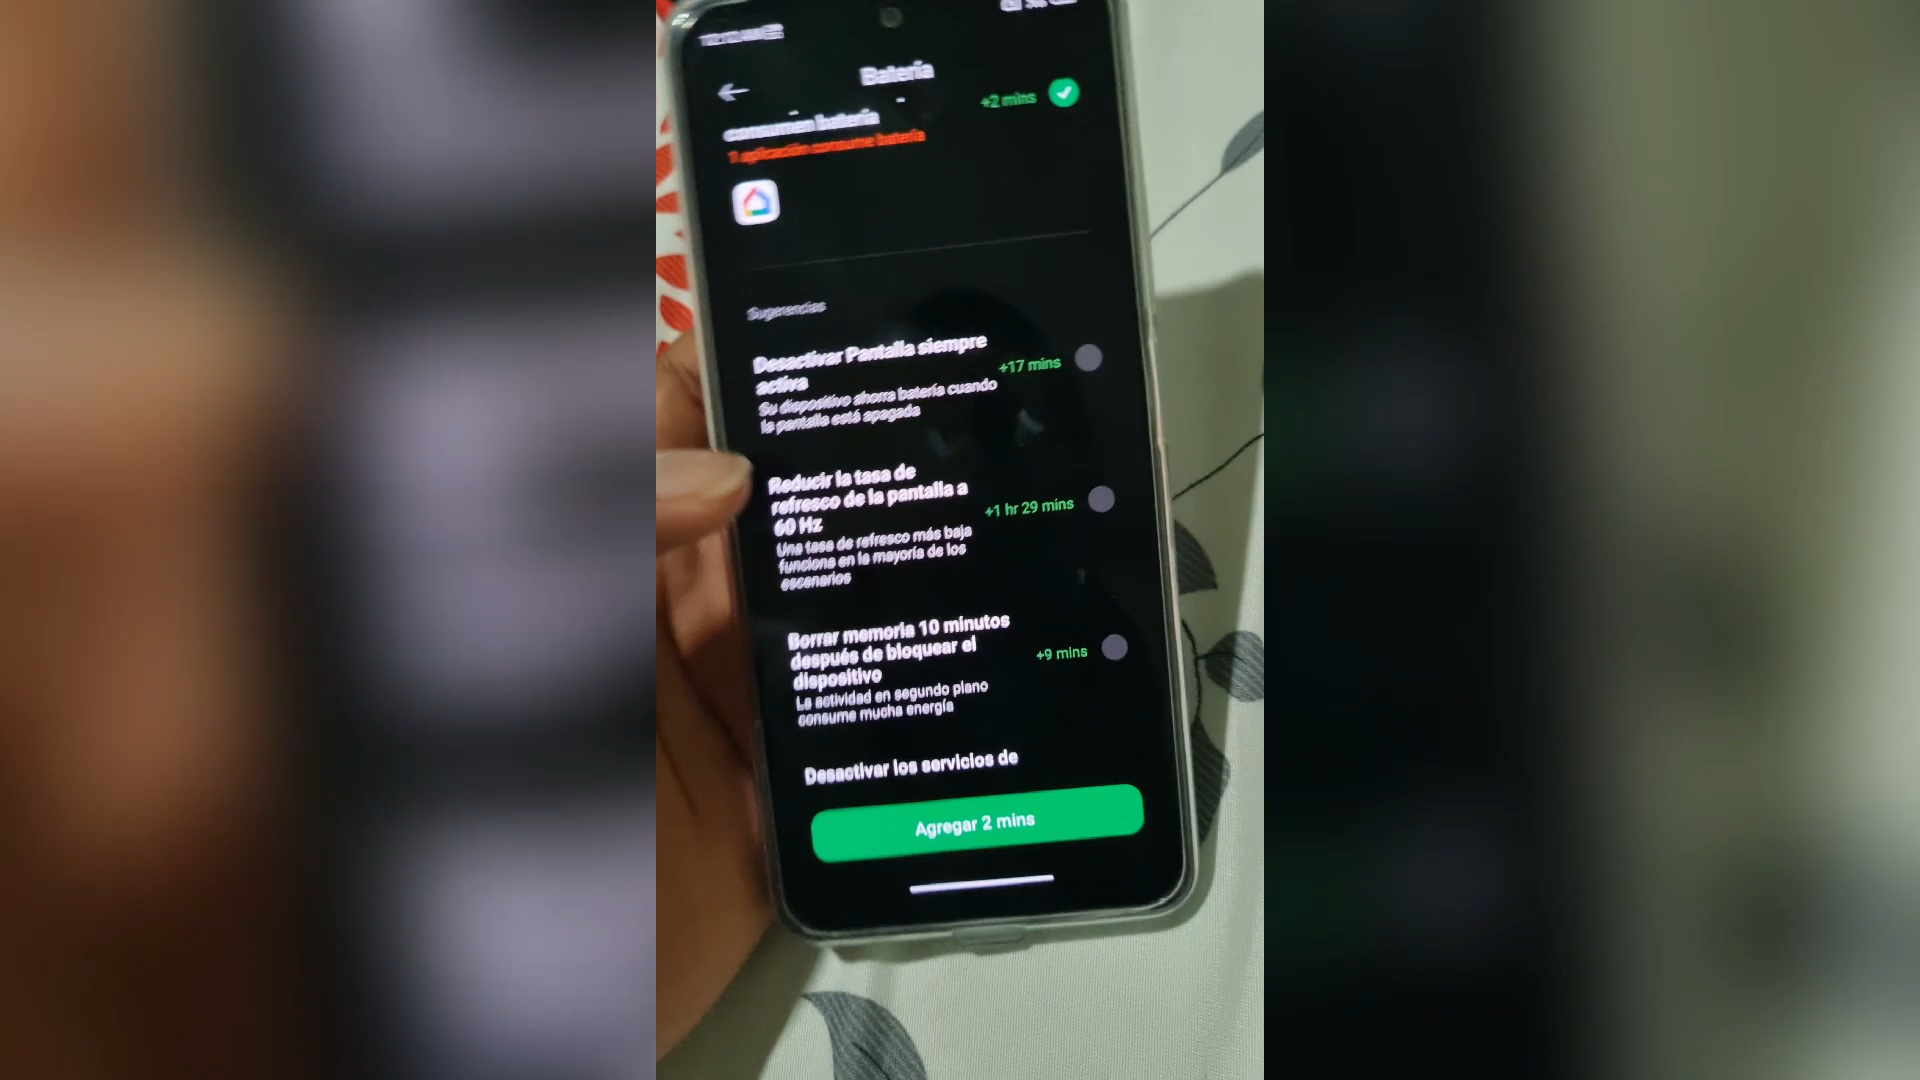 Batería
consumen batería
+2 mins
1 aplicación consume batería
Sugerencias
Desactivar Pantalla siempre
activa
+17 mins
Su dispositivo ahorra batería cuando
la pantalla está apagada
Reducir la tasa de
refresco de la pantalla a
60 Hz
+1 hr 29 mins
Una tasa de refresco más baja
funciona en la mayoría de los
escenarios
Borrar memoria 10 minutos
después de bloquear el
dispositivo
+9 mins
La actividad en segundo plano
consume mucha energía
Desactivar los servicios de
Agregar 2 mins